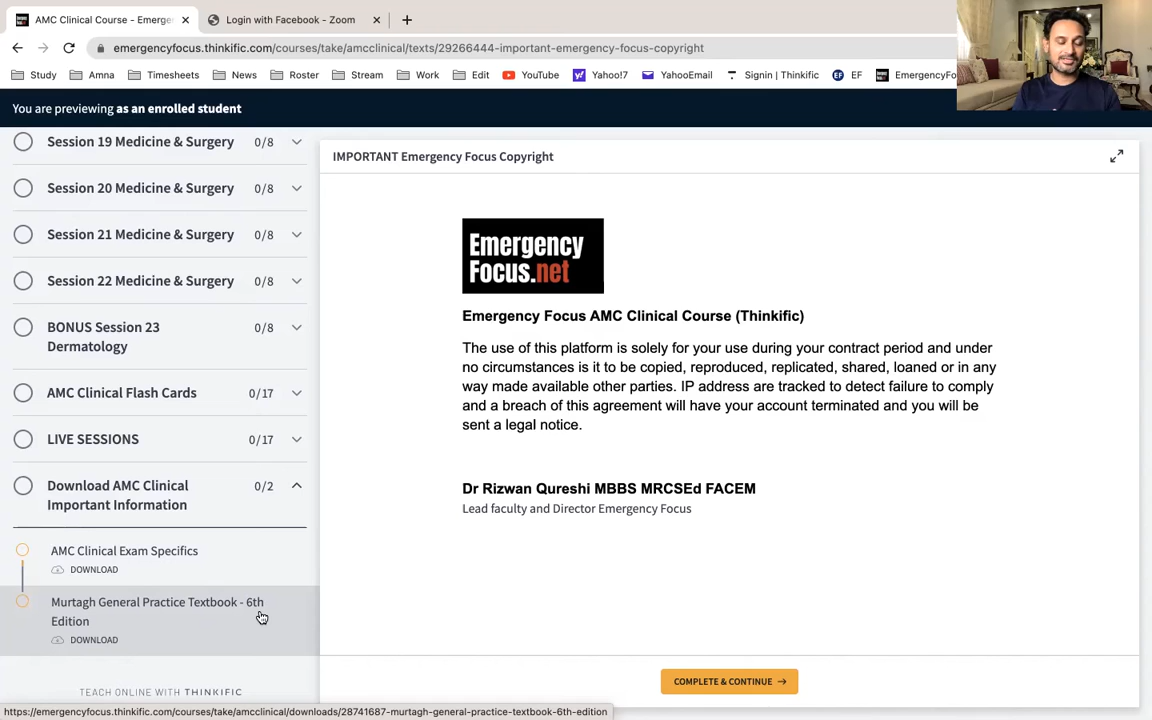 AMC Clinical Course - Emerge
Login with Facebook - Zoom
emergencyfocus.thinkific.com/courses/take/amcclinical/texts/29266444-important-emergency-focus-copyright
Study Amna Timesheets News Roster Stream Work Edit YouTube Yahoo!7 YahooEmail Signin | Thinkific EF EF EmergencyFo
You are previewing as an enrolled student
Session 19 Medicine & Surgery 0/8
Session 20 Medicine & Surgery 0/8
Session 21 Medicine & Surgery 0/8
Session 22 Medicine & Surgery 0/8
BONUS Session 23 0/8
Dermatology
AMC Clinical Flash Cards 0/17
LIVE SESSIONS 0/17
Download AMC Clinical 0/2
Important Information
AMC Clinical Exam Specifics
DOWNLOAD
Murtagh General Practice Textbook - 6th
Edition
DOWNLOAD
TEACH ONLINE WITH THINKIFIC
https://emergencyfocus.thinkific.com/courses/take/amcclinical/downloads/28741687-murtagh-general-practice-textbook-6th-edition
IMPORTANT Emergency Focus Copyright
Emergency
Focus.net
Emergency Focus AMC Clinical Course (Thinkific)
The use of this platform is solely for your use during your contract period and under
no circumstances is it to be copied, reproduced, replicated, shared, loaned or in any
way made available other parties. IP address are tracked to detect failure to comply
and a breach of this agreement will have your account terminated and you will be
sent a legal notice.
Dr Rizwan Qureshi MBBS MRCSEd FACEM
Lead faculty and Director Emergency Focus
COMPLETE & CONTINUE →